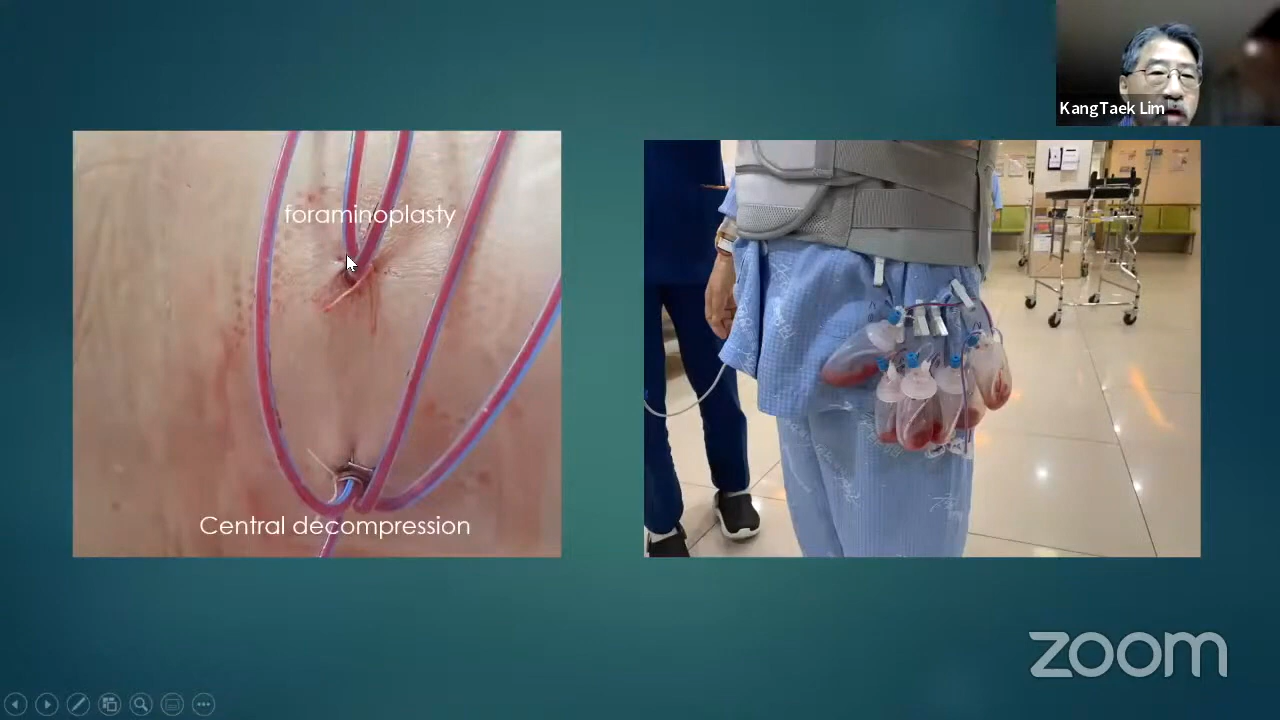 KangTaek Lim
foraminoplasty
Central decompression
zoom